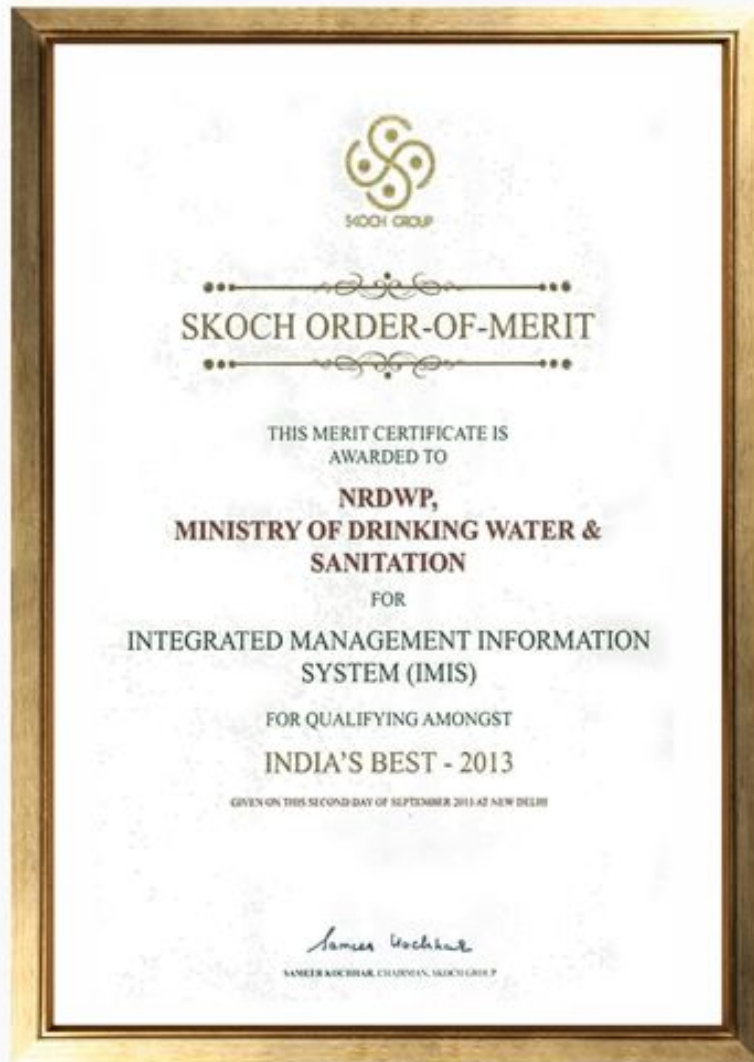 SKOCH GROUP
SKOCH ORDER-OF-MERIT
THIS MERIT CERTIFICATE IS
AWARDED TO
NRDWP,
MINISTRY OF DRINKING WATER &
SANITATION
FOR
INTEGRATED MANAGEMENT INFORMATION
SYSTEM (IMIS)
FOR QUALIFYING AMONGST
INDIA'S BEST - 2013
GIVEN ON THIS SECOND DAY OF SEPTEMBER 2013 AT NEW DELHI
Sameer Kochhar
SAMEER KOCHHAR, CHAIRMAN, SKOCH GROUP